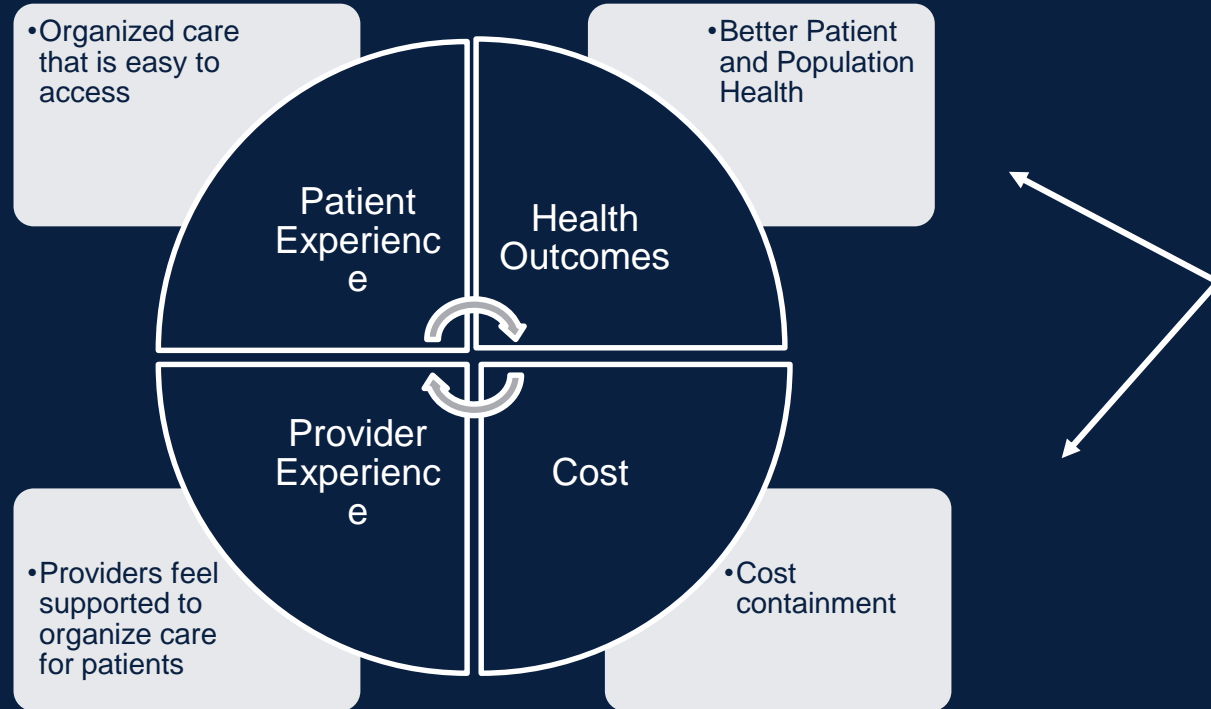 •Organized care
that is easy to
access
•Better Patient
and Population
Health
Patient
Experienc
e
Health
Outcomes
Provider
Experienc
e
Cost
•Providers feel
supported to
organize care
for patients
•Cost
containment